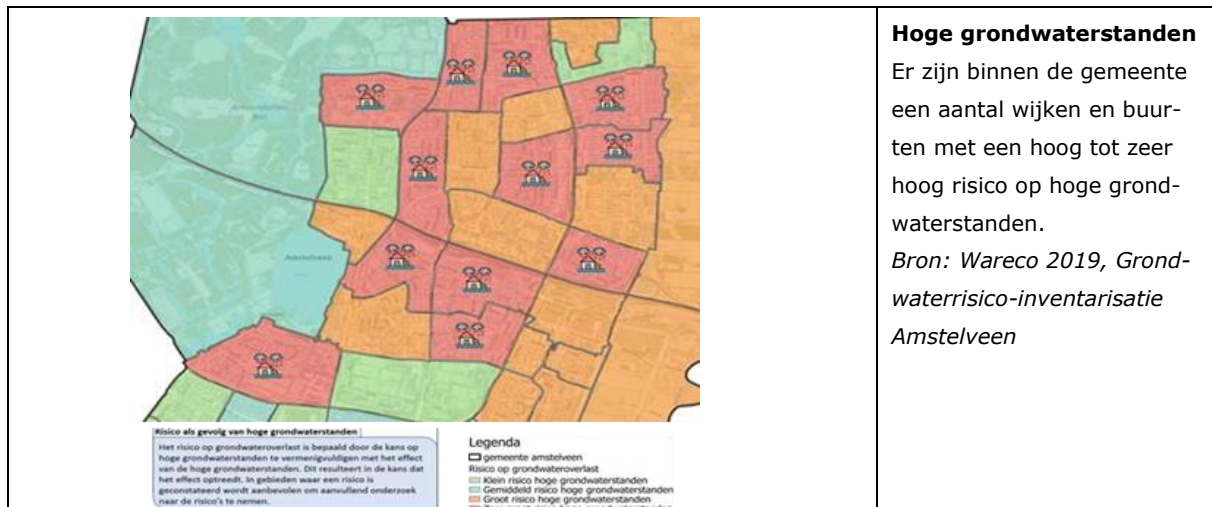 Hoge grondwaterstanden
Er zijn binnen de gemeente
een aantal wijken en buur-
ten met een hoog tot zeer
hoog risico op hoge grond-
waterstanden.
Bron: Wareco 2019, Grond-
waterrisico-inventarisatie
Amstelveen
Amstelveen
Risico als gevolg van hoge grondwaterstanden
Het risico op grondwateroverlast is bepaald door de kans op
hoge grondwaterstanden te vermenigvuldigen met het effect
van de hoge grondwaterstanden. Dit resulteert in de kans dat
het effect optreedt. In gebieden waar een risico is
geconstateerd wordt aanbevolen om aanvullend onderzoek
naar de risico's te nemen.
Legenda
gemeente amstelveen
Risico op grondwateroverlast
Klein risico hoge grondwaterstanden
Gemiddeld risico hoge grondwaterstanden
Groot risico hoge grondwaterstanden
Zeer groot risico hoge grondwaterstanden